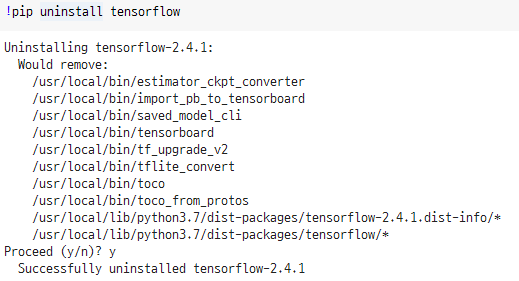 !pip uninstall tensorflow
Uninstalling tensorflow-2.4.1:
  Would remove:
    /usr/local/bin/estimator_ckpt_converter
    /usr/local/bin/import_pb_to_tensorboard
    /usr/local/bin/saved_model_cli
    /usr/local/bin/tensorboard
    /usr/local/bin/tf_upgrade_v2
    /usr/local/bin/tflite_convert
    /usr/local/bin/toco
    /usr/local/bin/toco_from_protos
    /usr/local/lib/python3.7/dist-packages/tensorflow-2.4.1.dist-info/*
    /usr/local/lib/python3.7/dist-packages/tensorflow/*
Proceed (y/n)? y
  Successfully uninstalled tensorflow-2.4.1